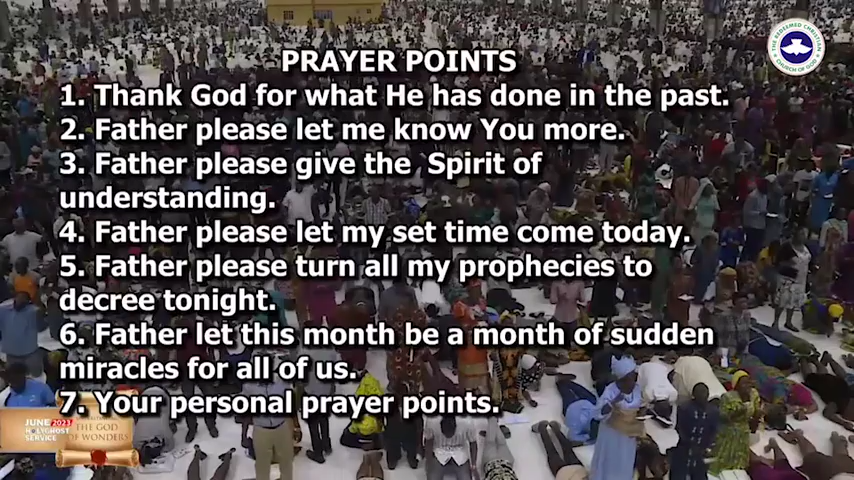 THE REDEEMED CHRISTIAN
CHURCH OF GOD
PRAYER POINTS
1. Thank God for what He has done in the past.
2. Father please let me know You more.
3. Father please give the  Spirit of
understanding.
4. Father please let my set time come today.
5. Father please turn all my prophecies to
decree tonight.
6. Father let this month be a month of sudden
miracles for all of us.
7. Your personal prayer points.
JUNE 2023
HOLYGHOST
SERVICE
THE GOD
OF WONDERS